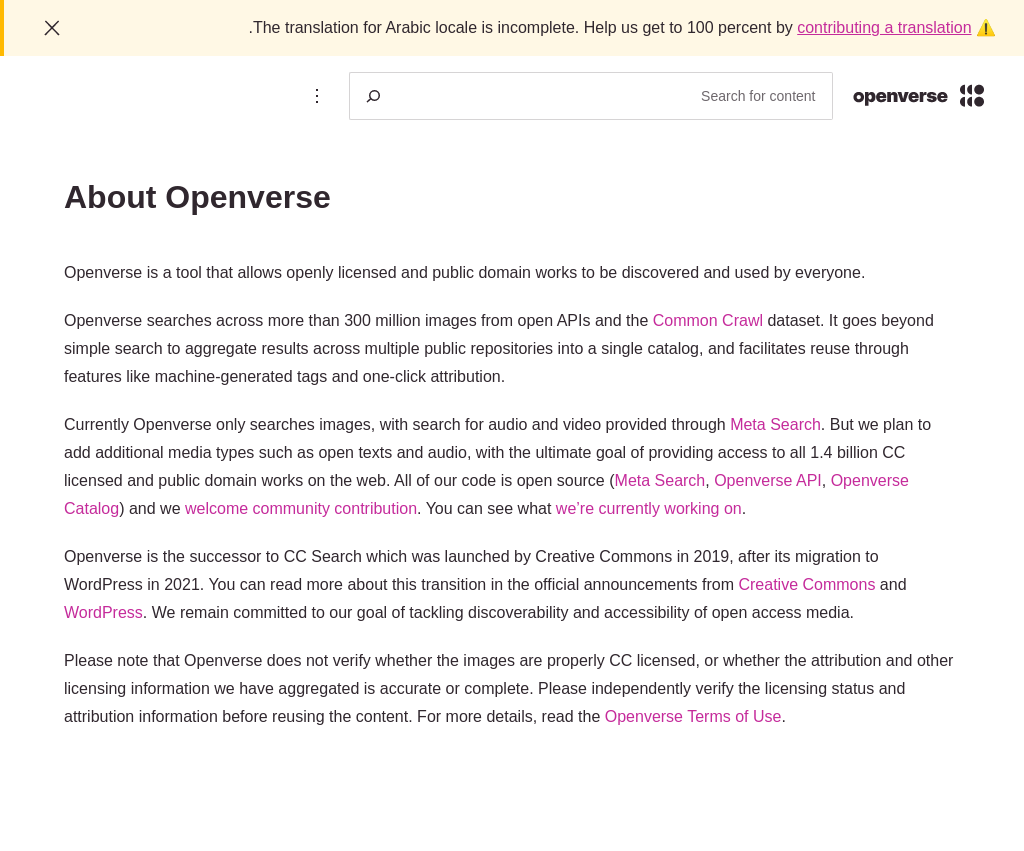 .The translation for Arabic locale is incomplete. Help us get to 100 percent by contributing a translation ⚠️
Search for content
openverse
About Openverse
Openverse is a tool that allows openly licensed and public domain works to be discovered and used by everyone.
Openverse searches across more than 300 million images from open APIs and the Common Crawl dataset. It goes beyond
simple search to aggregate results across multiple public repositories into a single catalog, and facilitates reuse through
features like machine-generated tags and one-click attribution.
Currently Openverse only searches images, with search for audio and video provided through Meta Search. But we plan to
add additional media types such as open texts and audio, with the ultimate goal of providing access to all 1.4 billion CC
licensed and public domain works on the web. All of our code is open source (Meta Search, Openverse API, Openverse
Catalog) and we welcome community contribution. You can see what we’re currently working on.
Openverse is the successor to CC Search which was launched by Creative Commons in 2019, after its migration to
WordPress in 2021. You can read more about this transition in the official announcements from Creative Commons and
WordPress. We remain committed to our goal of tackling discoverability and accessibility of open access media.
Please note that Openverse does not verify whether the images are properly CC licensed, or whether the attribution and other
licensing information we have aggregated is accurate or complete. Please independently verify the licensing status and
attribution information before reusing the content. For more details, read the Openverse Terms of Use.